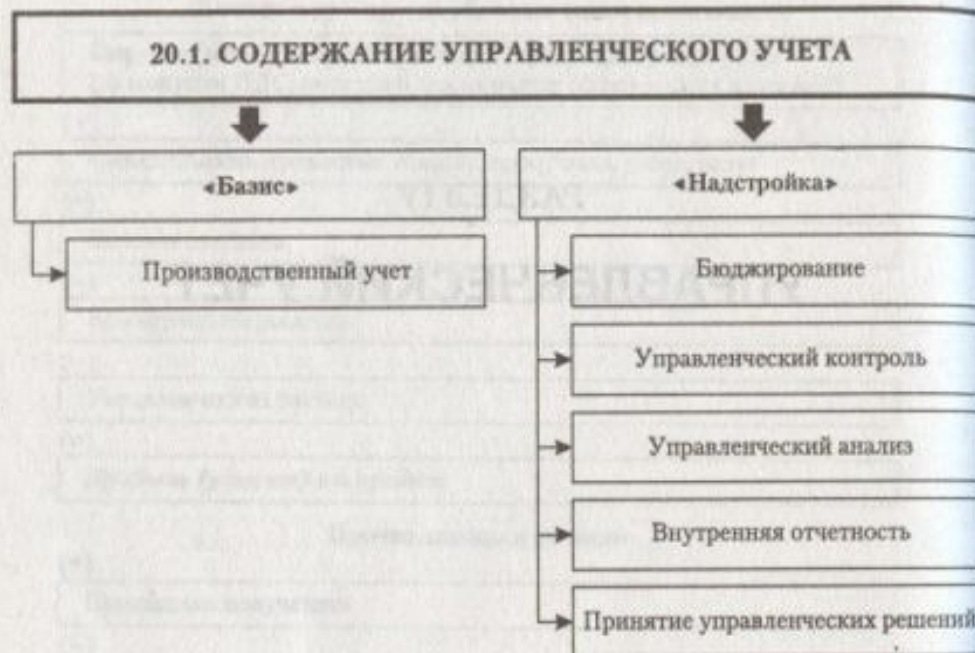 20.1. СОДЕРЖАНИЕ УПРАВЛЕНЧЕСКОГО УЧЕТА
«Базис»
Производственный учет
«Надстройка»
Бюджирование
Управленческий контроль
Управленческий анализ
Внутренняя отчетность
Принятие управленческих решений